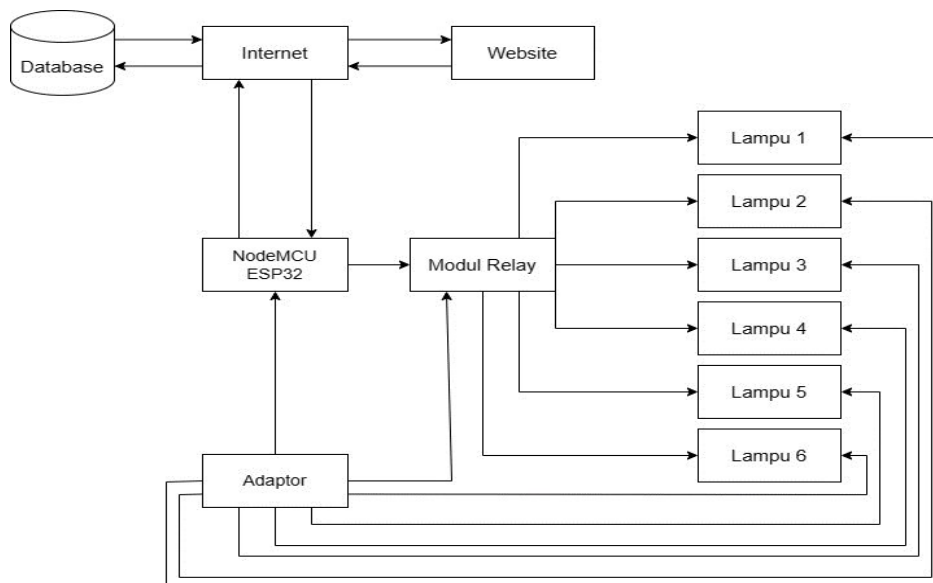 Database
Internet
Website
Lampu 1
Lampu 2
NodeMCU
ESP32
Modul Relay
Lampu 3
Lampu 4
Lampu 5
Adaptor
Lampu 6